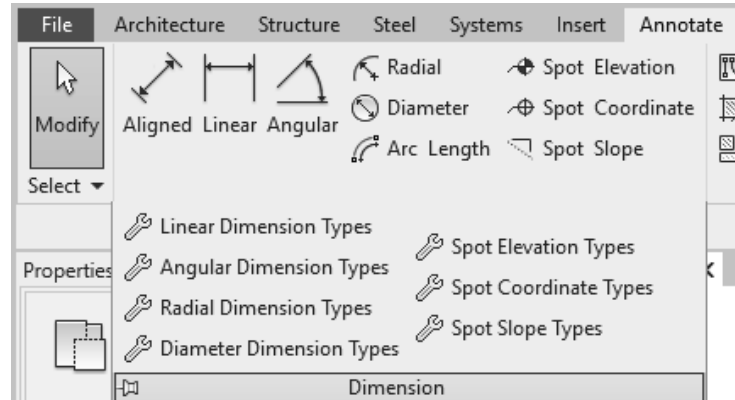 File Architecture Structure Steel Systems Insert Annotate
Modify
Select
Aligned Linear Angular
Radial
Diameter
Arc Length
Spot Elevation
Spot Coordinate
Spot Slope
Linear Dimension Types
Angular Dimension Types
Radial Dimension Types
Diameter Dimension Types
Spot Elevation Types
Spot Coordinate Types
Spot Slope Types
Dimension
Properties